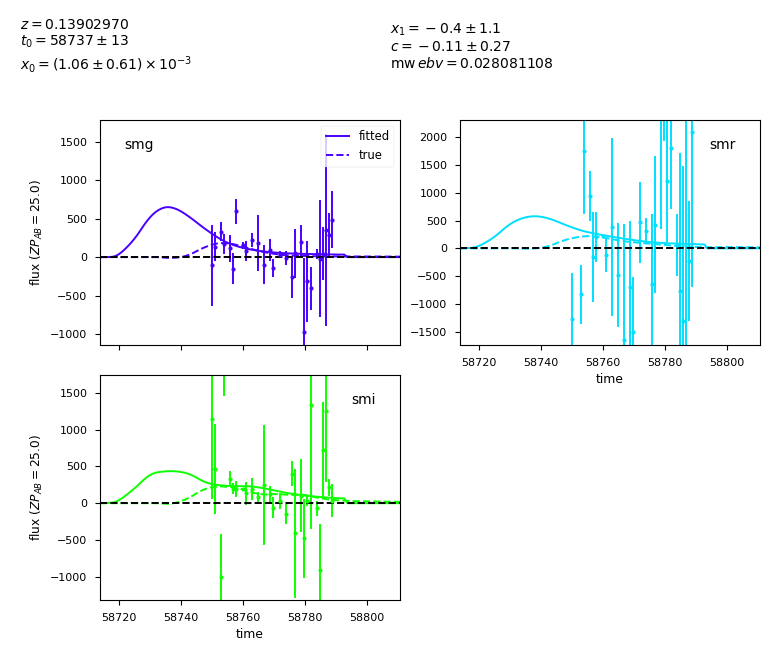 z = 0.13902970
t₀ = 58737 ± 13
x₀ = (1.06 ± 0.61) × 10⁻³
x₁ = −0.4 ± 1.1
c = −0.11 ± 0.27
mw ebv = 0.028081108
smg
fitted
true
1500
1000
500
0
−500
−1000
flux (ZP_AB = 25.0)
smr
2000
1500
1000
500
0
−500
−1000
−1500
58720 58740 58760 58780 58800
time
smi
1500
1000
500
0
−500
−1000
flux (ZP_AB = 25.0)
58720 58740 58760 58780 58800
time